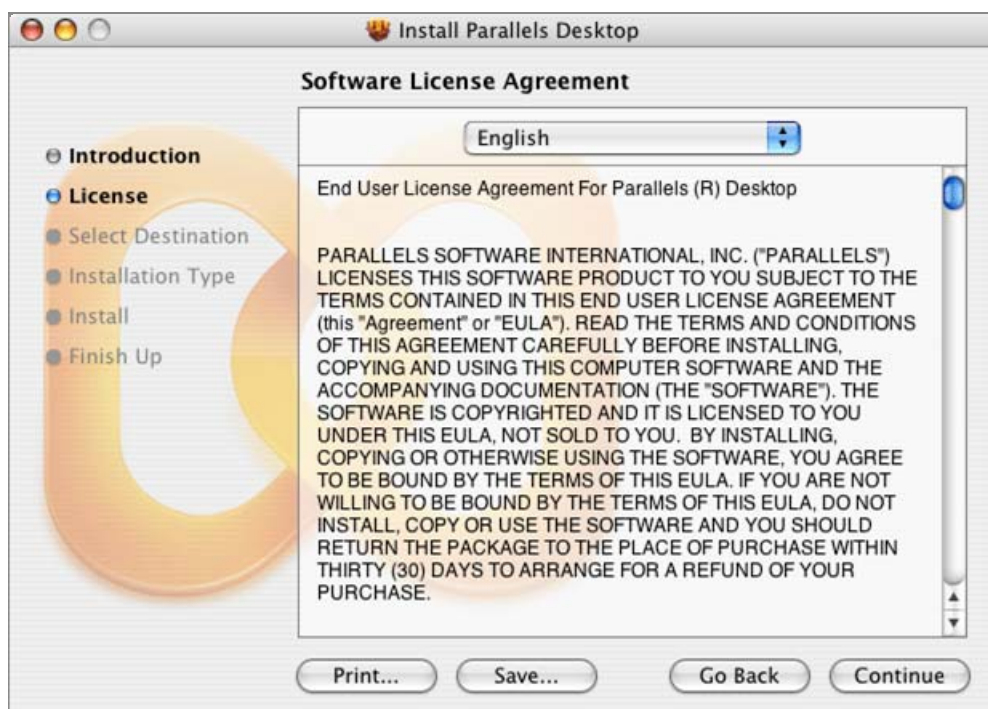 Install Parallels Desktop
Software License Agreement
Introduction
License
Select Destination
Installation Type
Install
Finish Up
English
End User License Agreement For Parallels (R) Desktop
PARALLELS SOFTWARE INTERNATIONAL, INC. ("PARALLELS")
LICENSES THIS SOFTWARE PRODUCT TO YOU SUBJECT TO THE
TERMS CONTAINED IN THIS END USER LICENSE AGREEMENT
(this "Agreement" or "EULA"). READ THE TERMS AND CONDITIONS
OF THIS AGREEMENT CAREFULLY BEFORE INSTALLING,
COPYING AND USING THIS COMPUTER SOFTWARE AND THE
ACCOMPANYING DOCUMENTATION (THE "SOFTWARE"). THE
SOFTWARE IS COPYRIGHTED AND IT IS LICENSED TO YOU
UNDER THIS EULA, NOT SOLD TO YOU. BY INSTALLING,
COPYING OR OTHERWISE USING THE SOFTWARE, YOU AGREE
TO BE BOUND BY THE TERMS OF THIS EULA. IF YOU ARE NOT
WILLING TO BE BOUND BY THE TERMS OF THIS EULA, DO NOT
INSTALL, COPY OR USE THE SOFTWARE AND YOU SHOULD
RETURN THE PACKAGE TO THE PLACE OF PURCHASE WITHIN
THIRTY (30) DAYS TO ARRANGE FOR A REFUND OF YOUR
PURCHASE.
Print...
Save...
Go Back
Continue